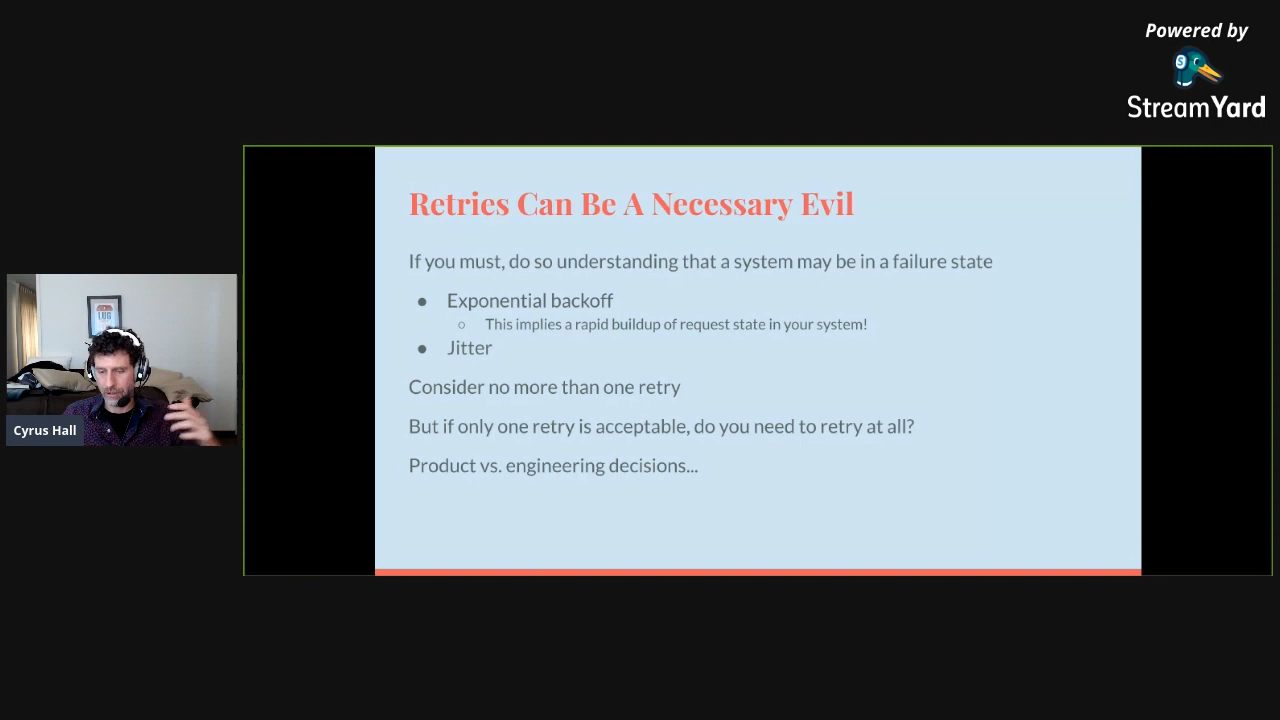 Powered by
StreamYard
Retries Can Be A Necessary Evil
If you must, do so understanding that a system may be in a failure state
● Exponential backoff
○ This implies a rapid buildup of request state in your system!
● Jitter
Consider no more than one retry
But if only one retry is acceptable, do you need to retry at all?
Product vs. engineering decisions...
Cyrus Hall